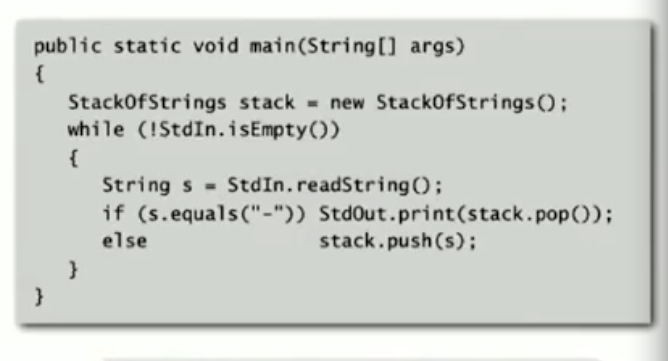 public static void main(String[] args)
{
StackOfStrings stack = new StackOfStrings();
while (!StdIn.isEmpty())
{
String s = StdIn.readString();
if (s.equals("-")) StdOut.print(stack.pop());
else stack.push(s);
}
}